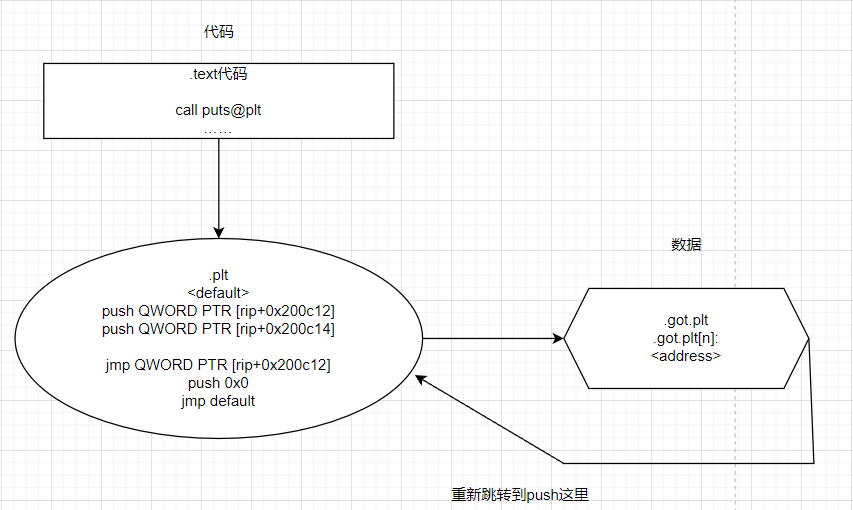 代码
.text代码
call puts@plt
……
.plt
<default>
push QWORD PTR [rip+0x200c12]
push QWORD PTR [rip+0x200c14]
jmp QWORD PTR [rip+0x200c12]
push 0x0
jmp default
数据
.got.plt
.got.plt[n]:
<address>
重新跳转到push这里